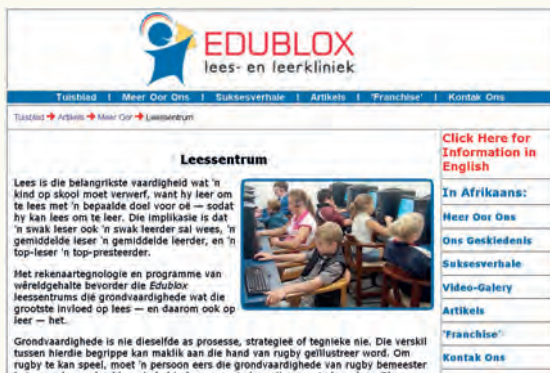 EDUBLOX
lees- en leerkliniek
Tuisblad | Meer Oor Ons | Suksesverhale | Artikels | 'Franchise' | Kontak Ons
Tuisblad → Artikels → Meer Oor → Leessentrum
Leessentrum
Lees is die belangrikste vaardigheid wat 'n
kind op skool moet verwerf, want hy leer om
te lees met 'n bepaalde doel voor oë — sodat
hy kan lees om te leer. Die implikasie is dat
'n swak leser ook 'n swak leerder sal wees, 'n
gemiddelde leser 'n gemiddelde leerder, en 'n
top-leser 'n top-presteerder.
Met rekenaartegnologie en programme van
wêreldgehalte bevorder die Edublox
leessentrums dié grondvaardighede wat die
grootste invloed op lees — en daarom ook op
leer — het.
Grondvaardighede is nie dieselfde as prosesse, strategieë of tegnieke nie. Die verskil
tussen hierdie begrippe kan maklik aan die hand van rugby geïllustreer word. Om
rugby te kan speel, moet 'n persoon eers die grondvaardighede van rugby bemeester
Click Here for
Information in
English
In Afrikaans:
Meer Oor Ons
Ons Geskiedenis
Suksesverhale
Video-Galery
Artikels
'Franchise'
Kontak Ons